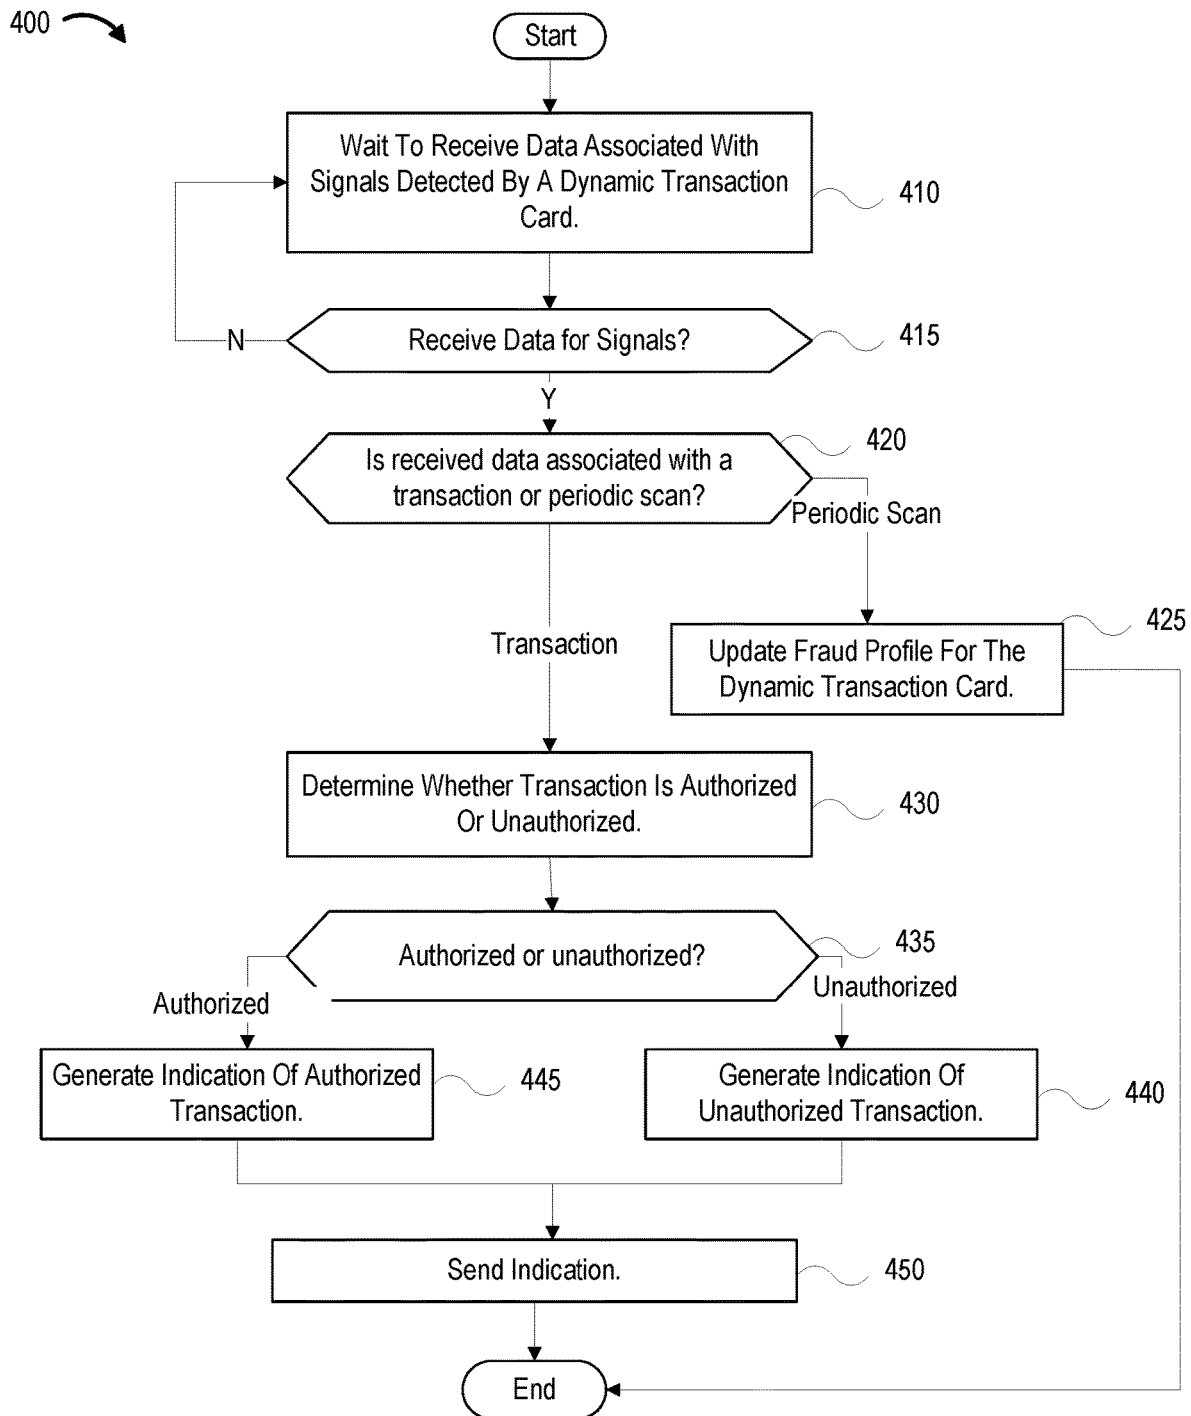 400
Start
Wait To Receive Data Associated With
Signals Detected By A Dynamic Transaction
Card.
410
Receive Data for Signals?
415
N
Y
420
Is received data associated with a
transaction or periodic scan?
Periodic Scan
Transaction
425
Update Fraud Profile For The
Dynamic Transaction Card.
Determine Whether Transaction Is Authorized
Or Unauthorized.
430
Authorized or unauthorized?
435
Authorized
Unauthorized
Generate Indication Of Authorized
Transaction.
445
Generate Indication Of
Unauthorized Transaction.
440
Send Indication.
450
End